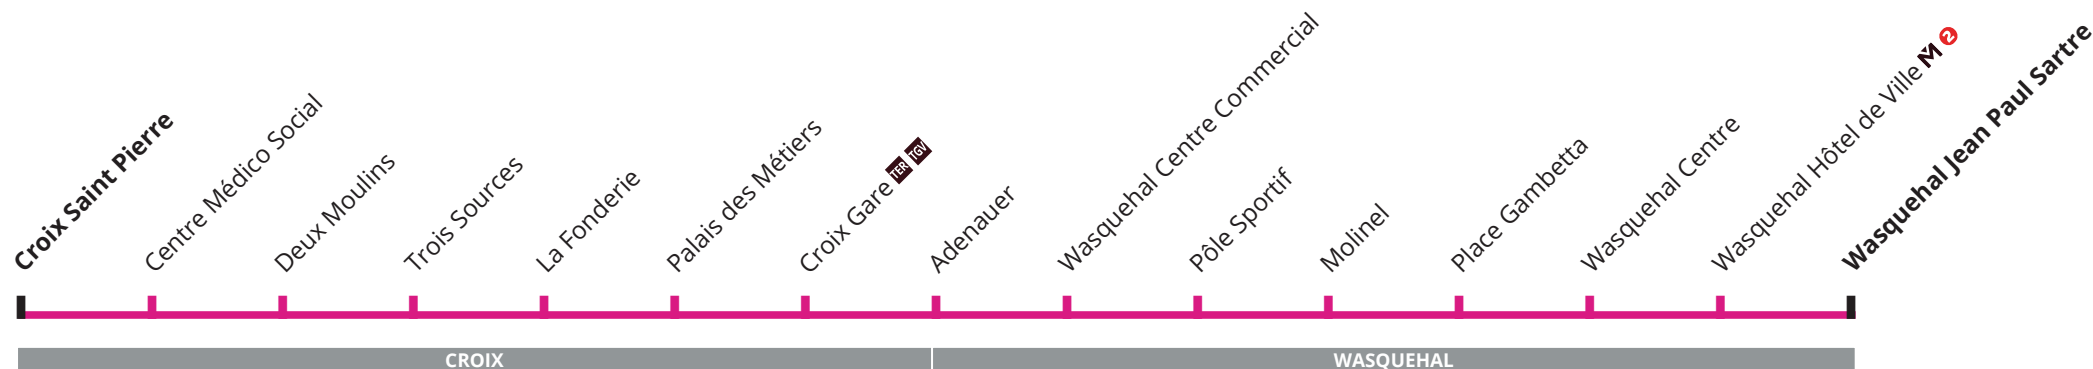 Croix Saint Pierre
Centre Médico Social
Deux Moulins
Trois Sources
La Fonderie
Palais des Métiers
Croix Gare TER TGV
Adenauer
Wasquehal Centre Commercial
Pôle Sportif
Molinel
Place Gambetta
Wasquehal Centre
Wasquehal Hôtel de Ville M 2
Wasquehal Jean Paul Sartre
CROIX
WASQUEHAL